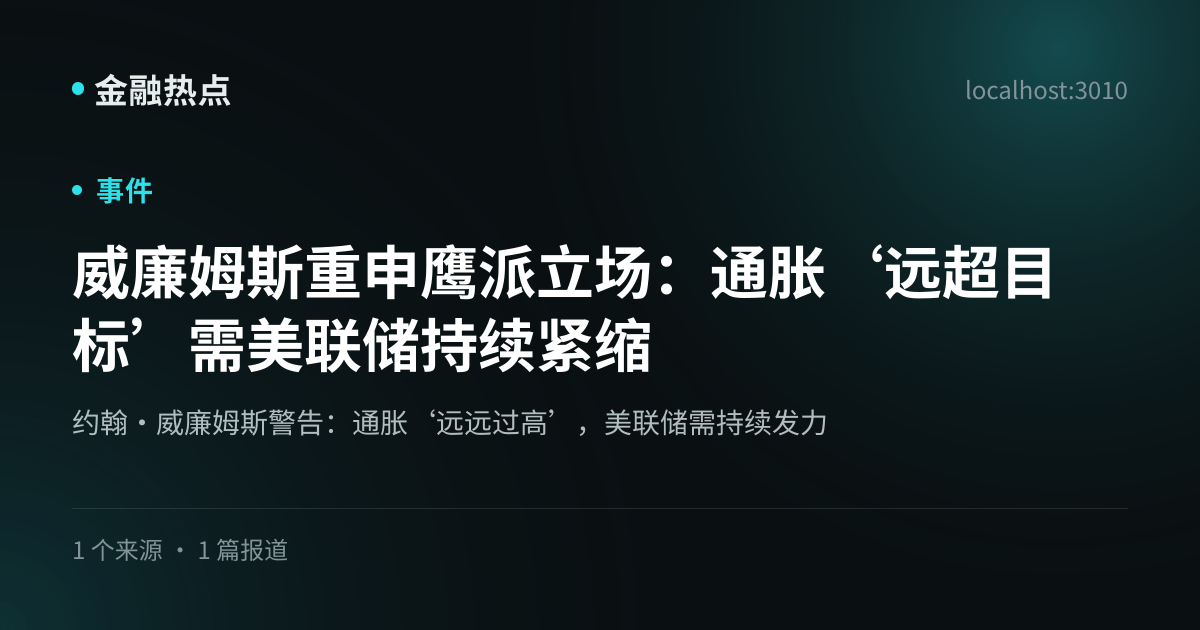 金融热点
localhost:3010
事件
威廉姆斯重申鹰派立场：通胀‘远超目
标’需美联储持续紧缩
约翰·威廉姆斯警告：通胀‘远远过高’，美联储需持续发力
1 个来源 · 1 篇报道